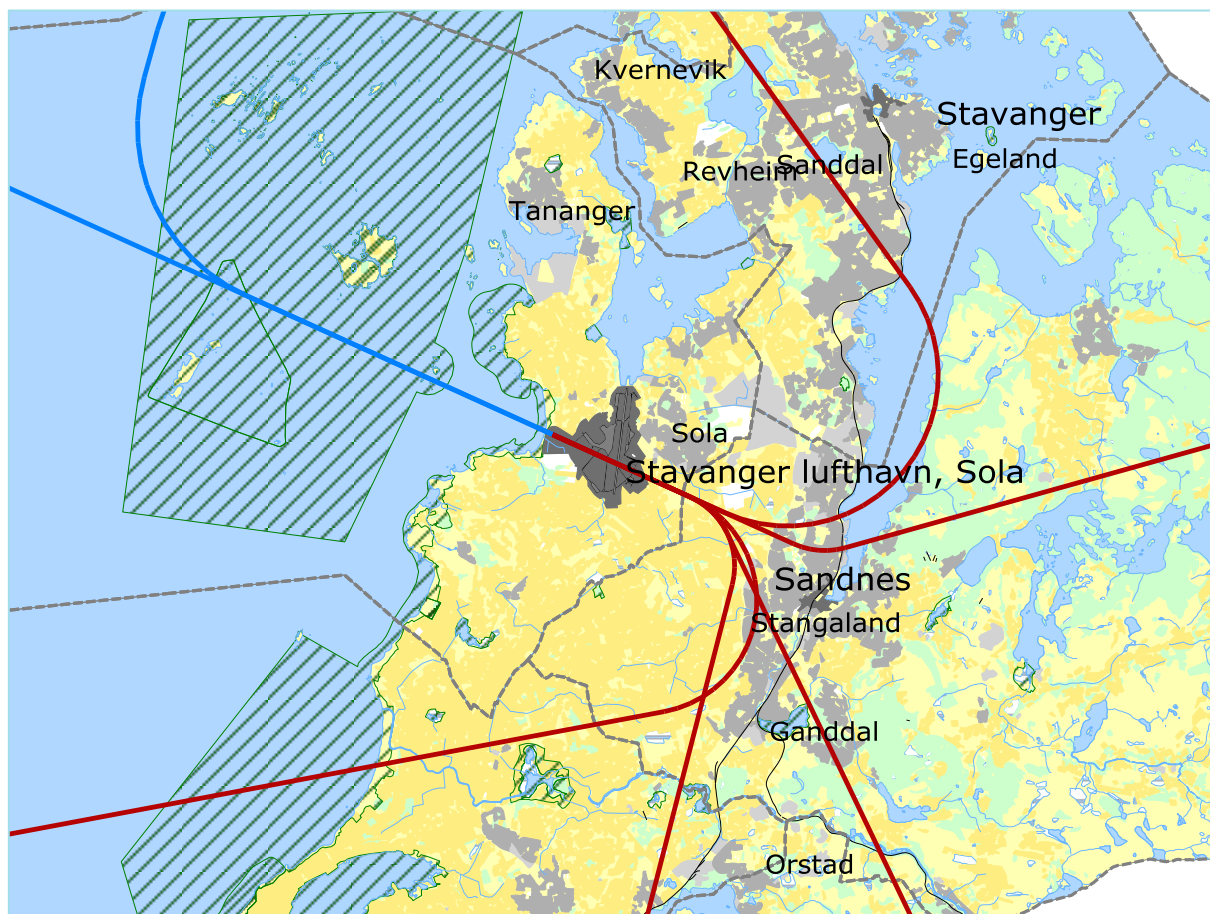 Kvernevik
Stavanger
Egeland
Sanddal
Revheim
Tananger
Sola
Stavanger lufthavn, Sola
Sandnes
Stangaland
Ganddal
Orstad